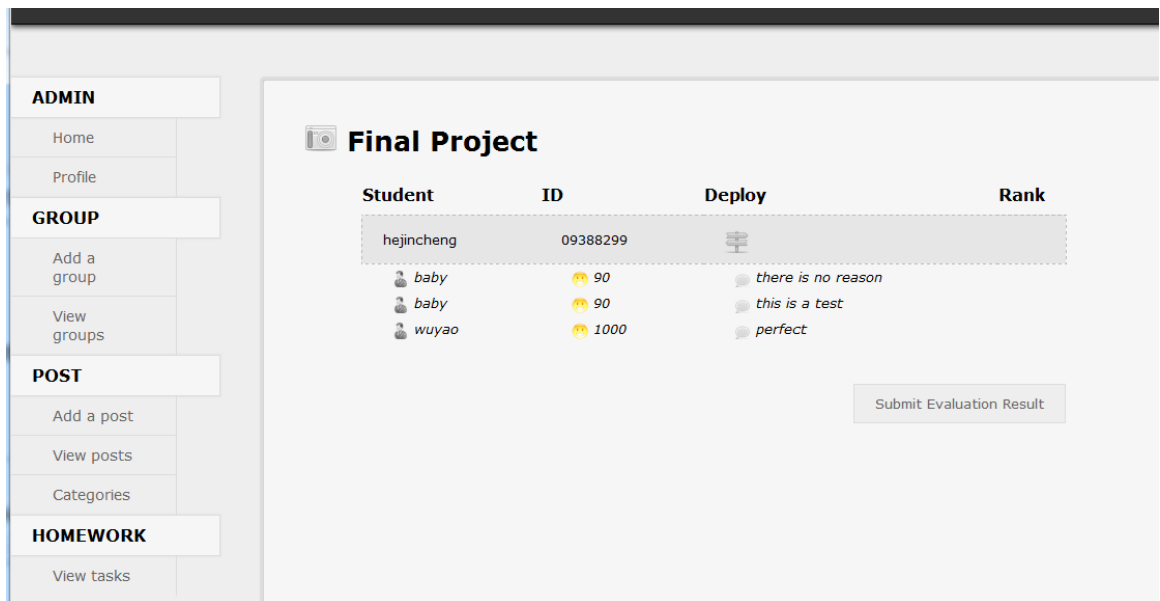 ADMIN
Home
Profile
GROUP
Add a
group
View
groups
POST
Add a post
View posts
Categories
HOMEWORK
View tasks
Final Project
Student ID Deploy Rank
hejincheng 09388299
baby 90 there is no reason
baby 90 this is a test
wuyao 1000 perfect
Submit Evaluation Result